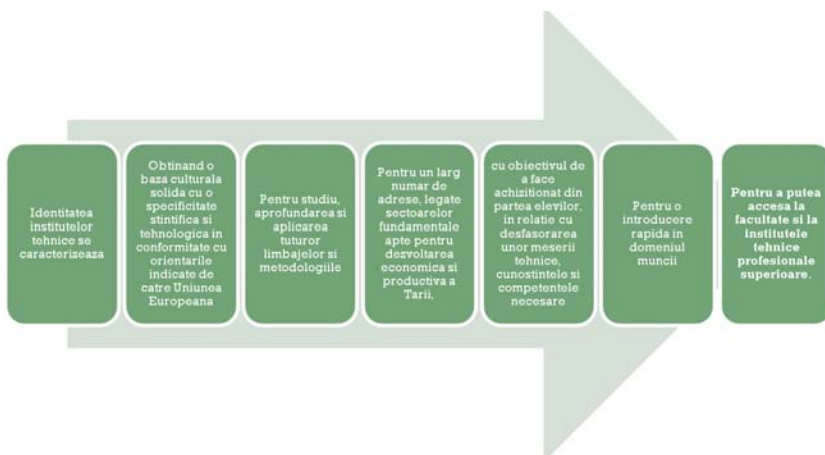 Identitatea
institutelor
tehnice se
caracterizeaza
Obtinand o
baza culturala
solida cu o
specificitate
stintifica si
tehnologica in
conformitate cu
orientarile
indicate de
catre Uniunea
Europeana
Pentru studiu,
aprofundarea si
aplicarea
tuturor
limbajelor si
metodologiile
Pentru un larg
numar de
adrese, legate
sectoarelor
fundamentale
apte pentru
dezvoltarea
economica si
productiva a
Tarii,
cu obiectivul de
a face
achizitionat din
partea elevilor,
in relatie cu
desfasorarea
unor meserii
tehnice,
cunostintele si
competentele
necesare
Pentru o
introducere
rapida in
domeniul
muncii
Pentru a putea
accesa la
facultate si la
institutele
tehnice
profesionale
superioare.